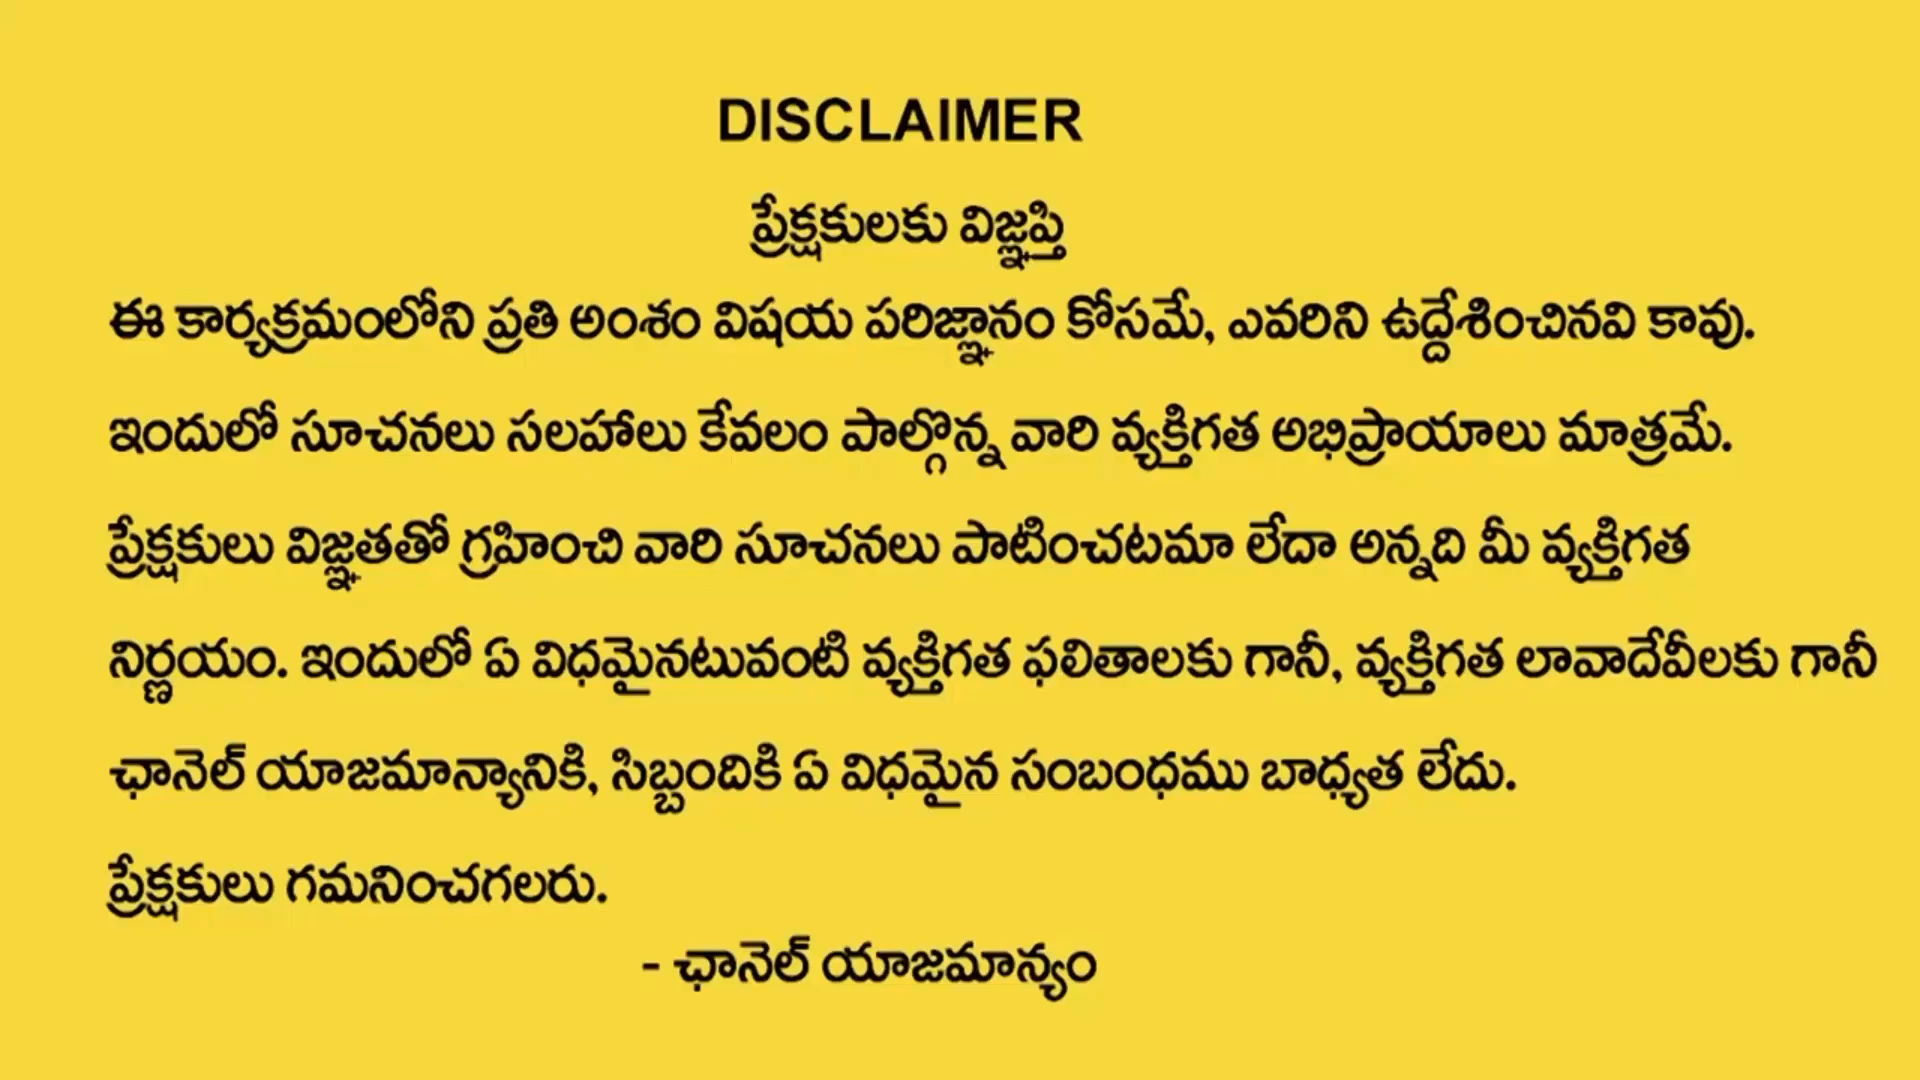 DISCLAIMER
ప్రేక్షకులకు విజ్ఞప్తి
ఈ కార్యక్రమంలోని ప్రతి అంశం విషయ పరిజ్ఞానం కోసమే, ఎవరిని ఉద్దేశించినవి కావు.
ఇందులో సూచనలు సలహాలు కేవలం పాల్గొన్న వారి వ్యక్తిగత అభిప్రాయాలు మాత్రమే.
ప్రేక్షకులు విజ్ఞతతో గ్రహించి వారి సూచనలు పాటించటమా లేదా అన్నది మీ వ్యక్తిగత
నిర్ణయం. ఇందులో ఏ విధమైనటువంటి వ్యక్తిగత ఫలితాలకు గానీ, వ్యక్తిగత లావాదేవీలకు గానీ
ఛానెల్ యాజమాన్యానికి, సిబ్బందికి ఏ విధమైన సంబంధము బాధ్యత లేదు.
ప్రేక్షకులు గమనించగలరు.
- ఛానెల్ యాజమాన్యం